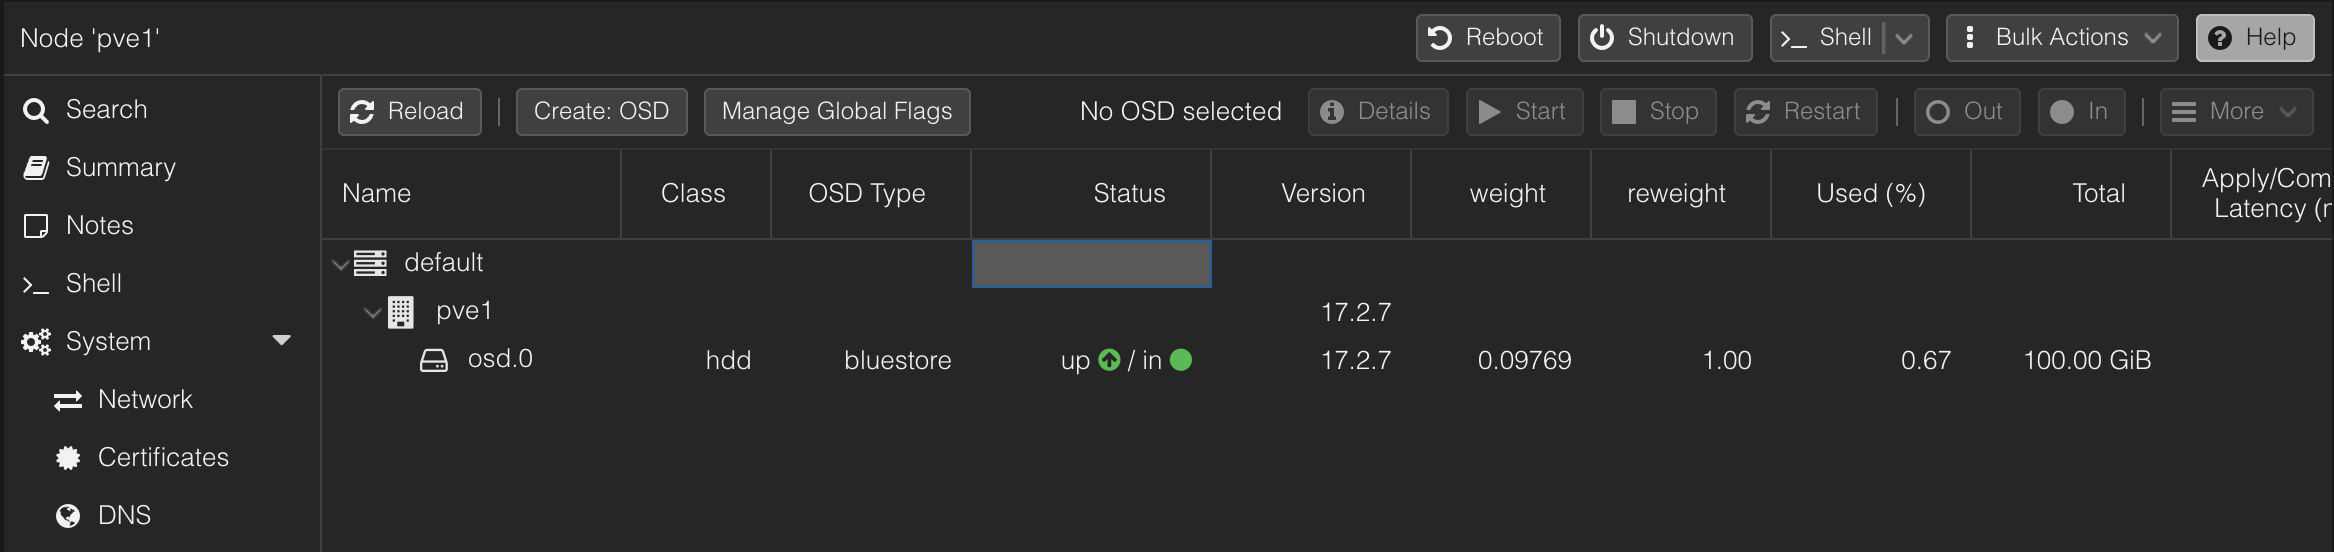 Node 'pve1'
Reboot
Shutdown
Shell
Bulk Actions
Help
Search
Summary
Notes
Shell
System
Network
Certificates
DNS
Reload
Create: OSD
Manage Global Flags
No OSD selected
Details
Start
Stop
Restart
Out
In
More
Name Class OSD Type Status Version weight reweight Used (%) Total Apply/Com
Latency (
default
pve1 17.2.7
osd.0 hdd bluestore up / in 17.2.7 0.09769 1.00 0.67 100.00 GiB